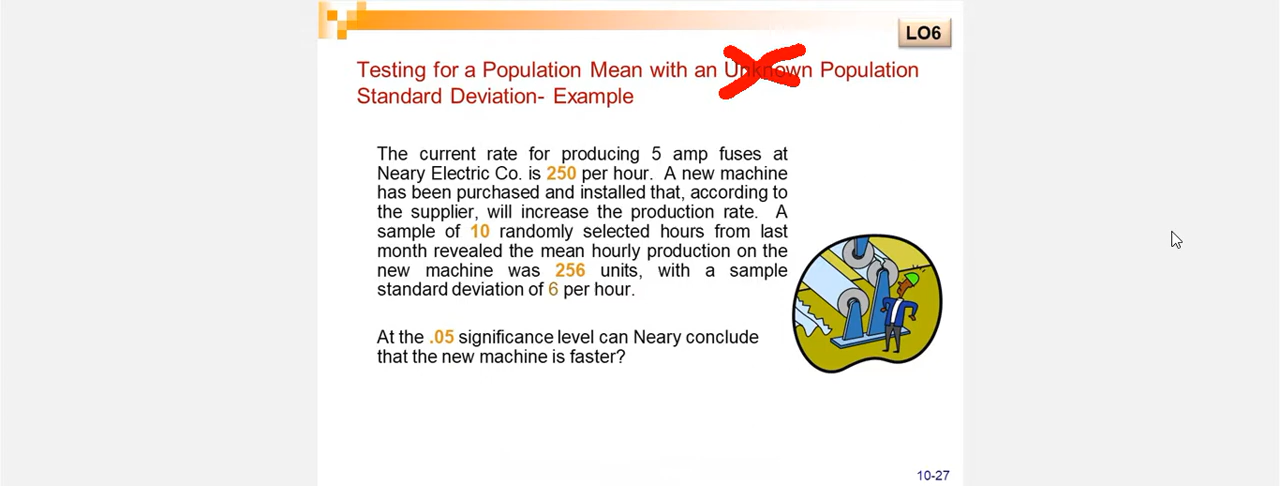 LO6
Testing for a Population Mean with an Unknown Population
Standard Deviation- Example
The current rate for producing 5 amp fuses at
Neary Electric Co. is 250 per hour. A new machine
has been purchased and installed that, according to
the supplier, will increase the production rate. A
sample of 10 randomly selected hours from last
month revealed the mean hourly production on the
new machine was 256 units, with a sample
standard deviation of 6 per hour.
At the .05 significance level can Neary conclude
that the new machine is faster?
10-27